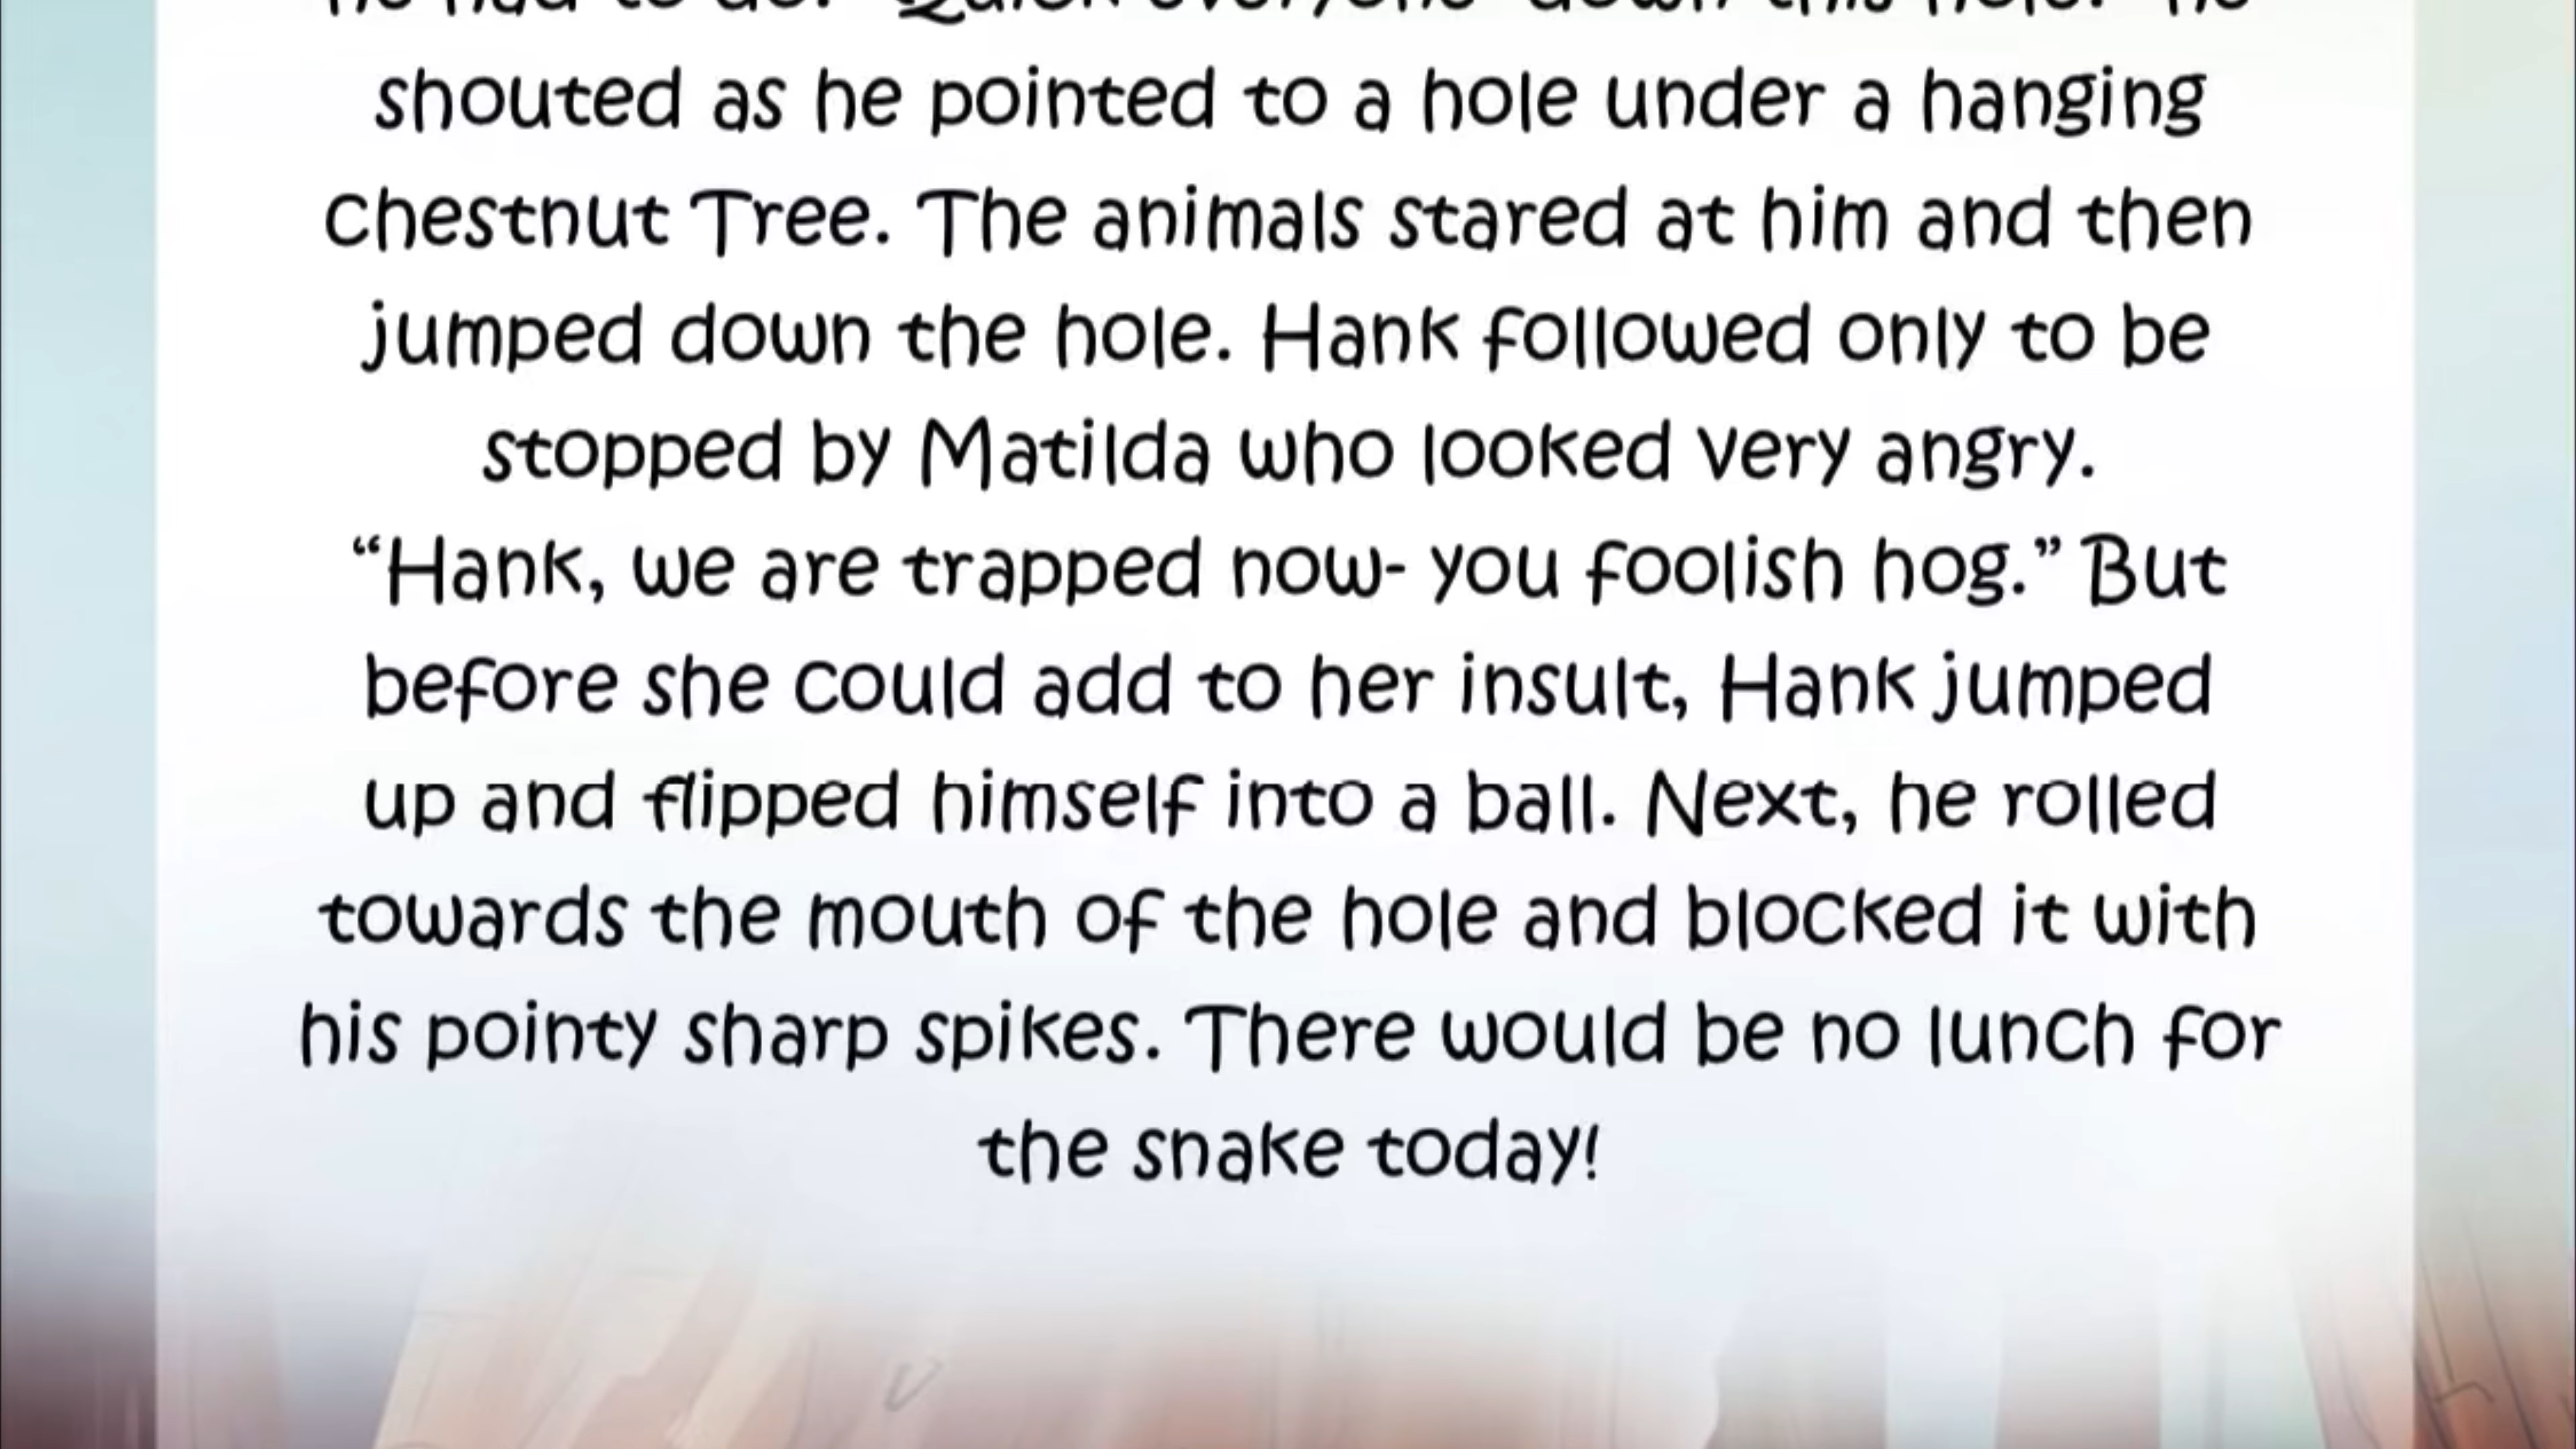 shouted as he pointed to a hole under a hanging
chestnut Tree. The animals stared at him and then
jumped down the hole. Hank followed only to be
stopped by Matilda who looked very angry.
“Hank, we are trapped now- you foolish hog.” But
before she could add to her insult, Hank jumped
up and flipped himself into a ball. Next, he rolled
towards the mouth of the hole and blocked it with
his pointy sharp spikes. There would be no lunch for
the snake today!